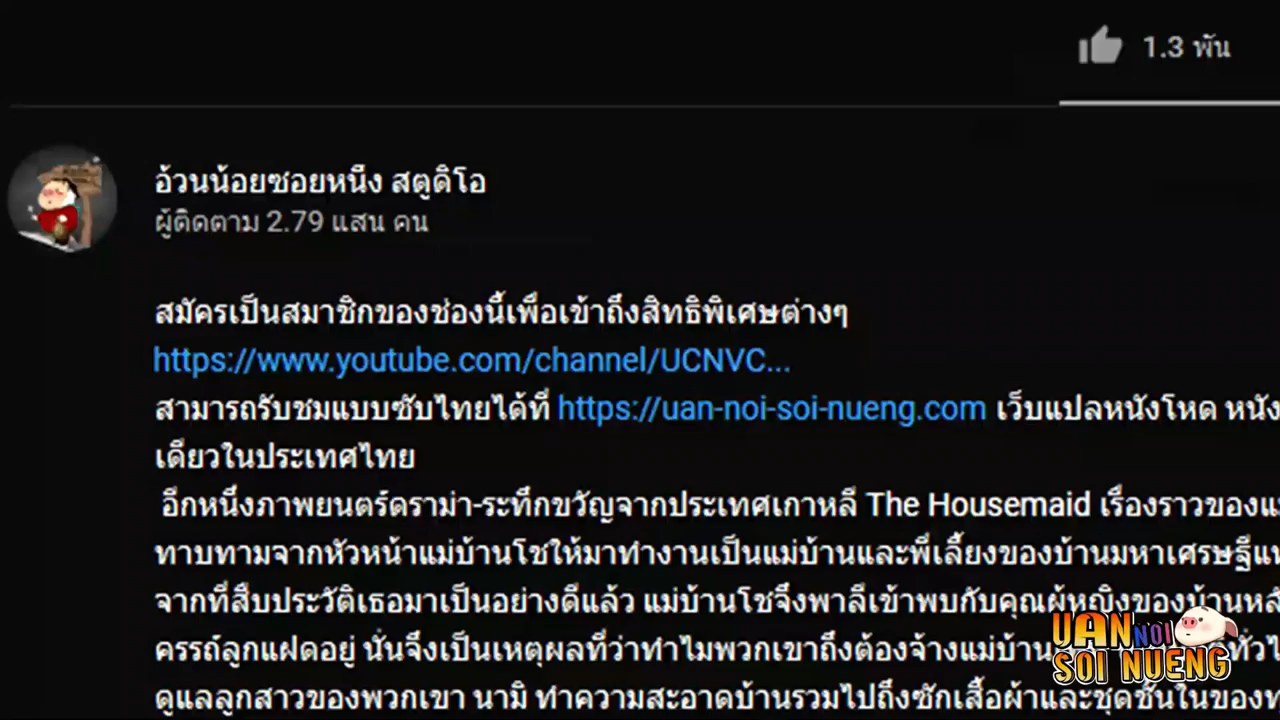 1.3 พัน
อ้วนน้อยซอยหนึ่ง สตูดิโอ
ผู้ติดตาม 2.79 แสน คน
สมัครเป็นสมาชิกของช่องนี้เพื่อเข้าถึงสิทธิพิเศษต่างๆ
https://www.youtube.com/channel/UCNVC...
สามารถรับชมแบบซับไทยได้ที่ https://uan-noi-soi-nueng.com เว็บแปลหนังโหด หนัง
เดียวในประเทศไทย
อีกหนึ่งภาพยนตร์ดราม่า-ระทึกขวัญจากประเทศเกาหลี The Housemaid เรื่องราวของ
ทาบทามจากหัวหน้าแม่บ้านโชให้มาทำงานเป็นแม่บ้านและพี่เลี้ยงของบ้านมหาเศรษฐี
จากที่สืบประวัติเธอมาเป็นอย่างดีแล้ว แม่บ้านโชจึงพาลีเข้าพบกับคุณผู้หญิงของบ้าน
ครรถ์ลูกแฝดอยู่ นั่นจึงเป็นเหตุผลที่ว่าทำไมพวกเขาถึงต้องจ้างแม่บ้าน
ดูแลลูกสาวของพวกเขา นามิ ทำความสะอาดบ้านรวมไปถึงซักเสื้อผ้าและชุดชั้นในของ
UAN NOI
SOI NUENG